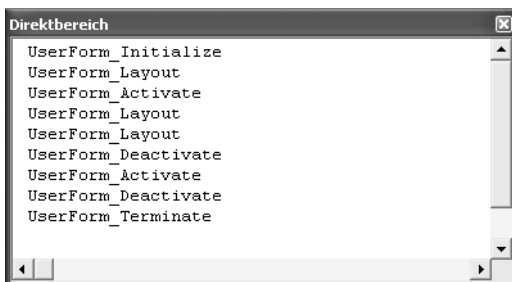 Direktbereich
UserForm_Initialize
UserForm_Layout
UserForm_Activate
UserForm_Layout
UserForm_Layout
UserForm_Deactivate
UserForm_Activate
UserForm_Deactivate
UserForm_Terminate